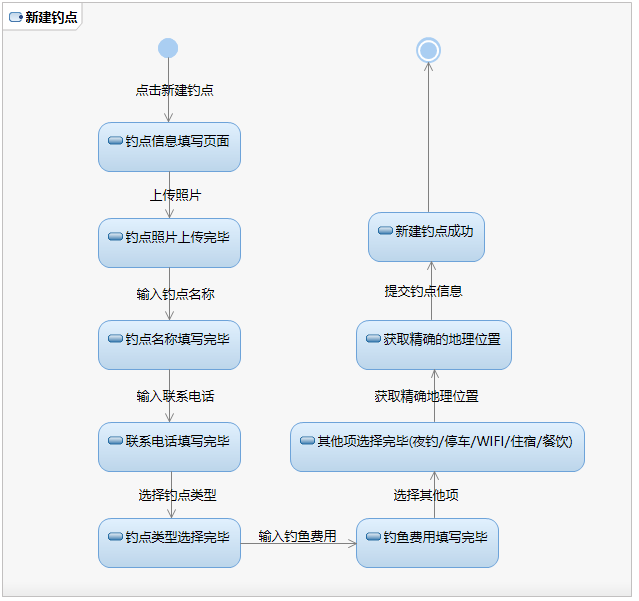 新建钓点
点击新建钓点
钓点信息填写页面
上传照片
钓点照片上传完毕
输入钓点名称
钓点名称填写完毕
输入联系电话
联系电话填写完毕
选择钓点类型
钓点类型选择完毕
输入钓鱼费用
钓鱼费用填写完毕
选择其他项
其他项选择完毕(夜钓/停车/WIFI/住宿/餐饮)
获取精确地理位置
获取精确的地理位置
提交钓点信息
新建钓点成功